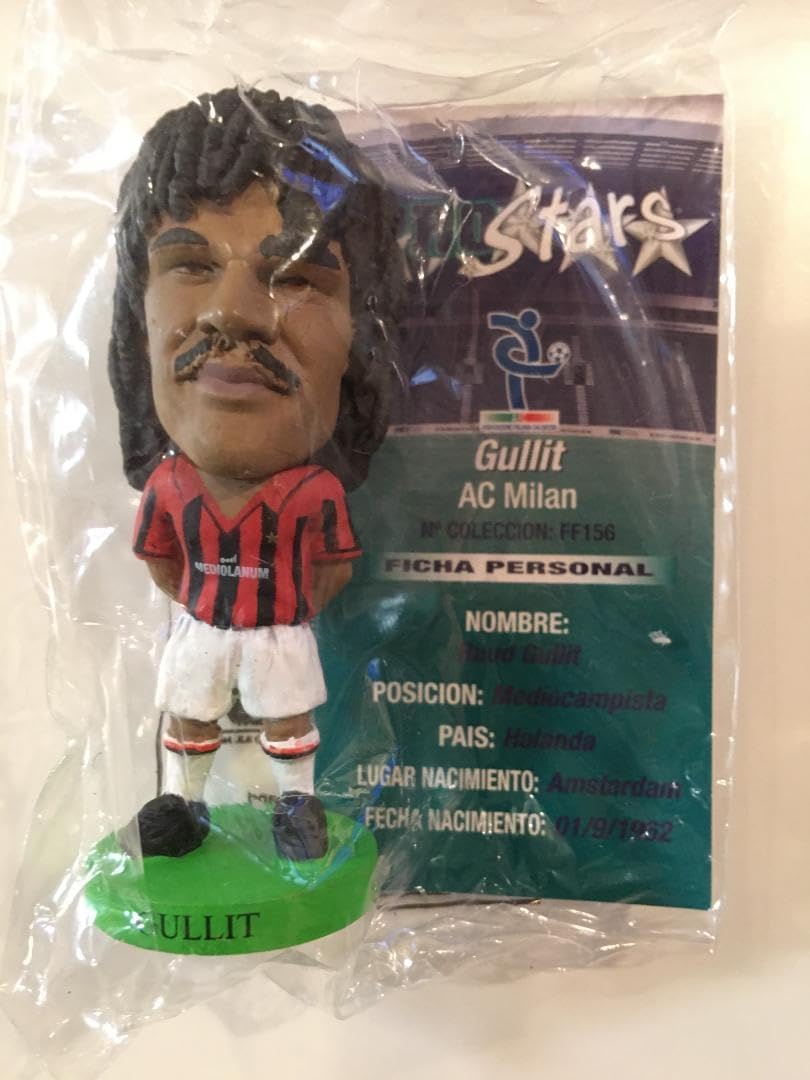 Stars
Gullit
AC Milan
Nº COLECCION: FF156
FICHA PERSONAL
NOMBRE:
Ruud Gullit
POSICION: Mediocampista
PAIS: Holanda
LUGAR NACIMIENTO: Amsterdam
FECHA NACIMIENTO: 01/9/1962
MEDIOLANUM
GULLIT